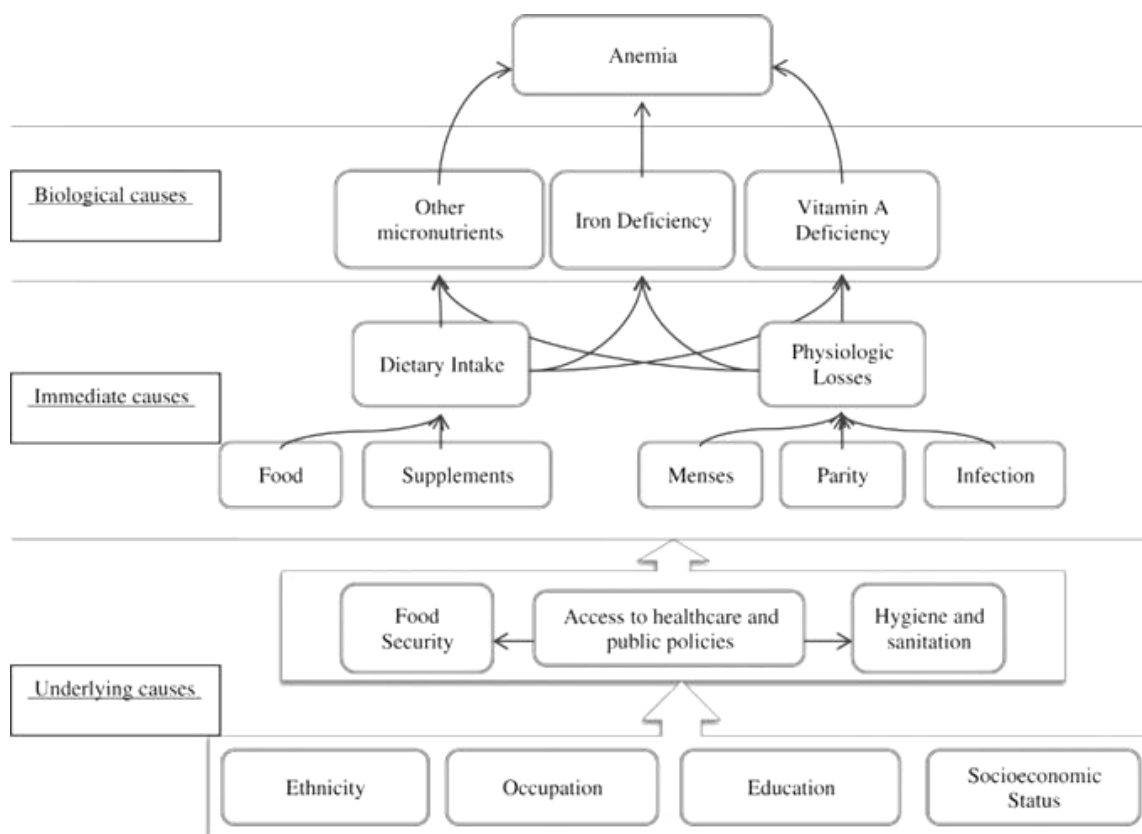 Anemia
Biological causes
Other
micronutrients
Iron Deficiency
Vitamin A
Deficiency
Immediate causes
Dietary Intake
Physiologic
Losses
Food
Supplements
Menses
Parity
Infection
Underlying causes
Food
Security
Access to healthcare and
public policies
Hygiene and
sanitation
Ethnicity
Occupation
Education
Socioeconomic
Status